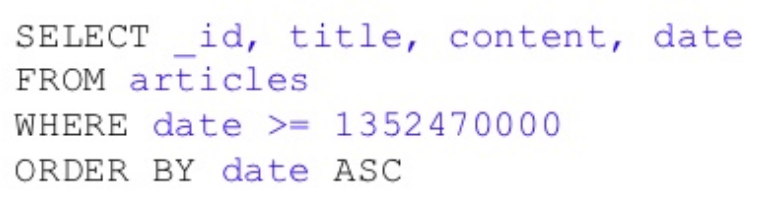 SELECT _id, title, content, date
FROM articles
WHERE date >= 1352470000
ORDER BY date ASC